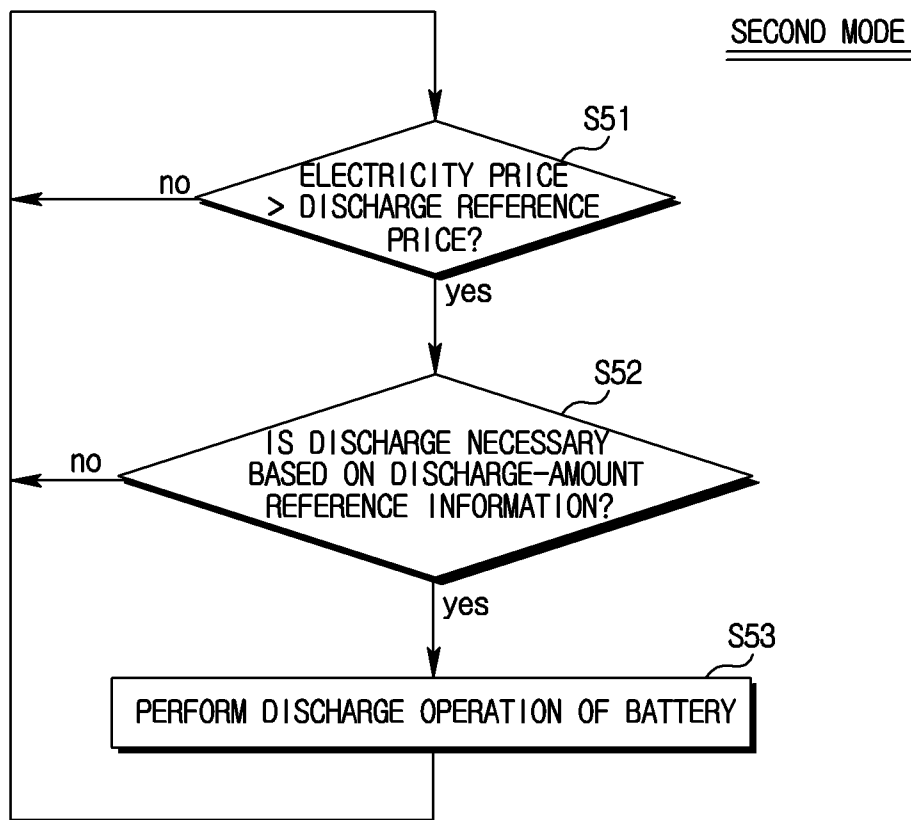 SECOND MODE
S51
ELECTRICITY PRICE
> DISCHARGE REFERENCE
PRICE?
no
yes
S52
IS DISCHARGE NECESSARY
BASED ON DISCHARGE-AMOUNT
REFERENCE INFORMATION?
no
yes
S53
PERFORM DISCHARGE OPERATION OF BATTERY